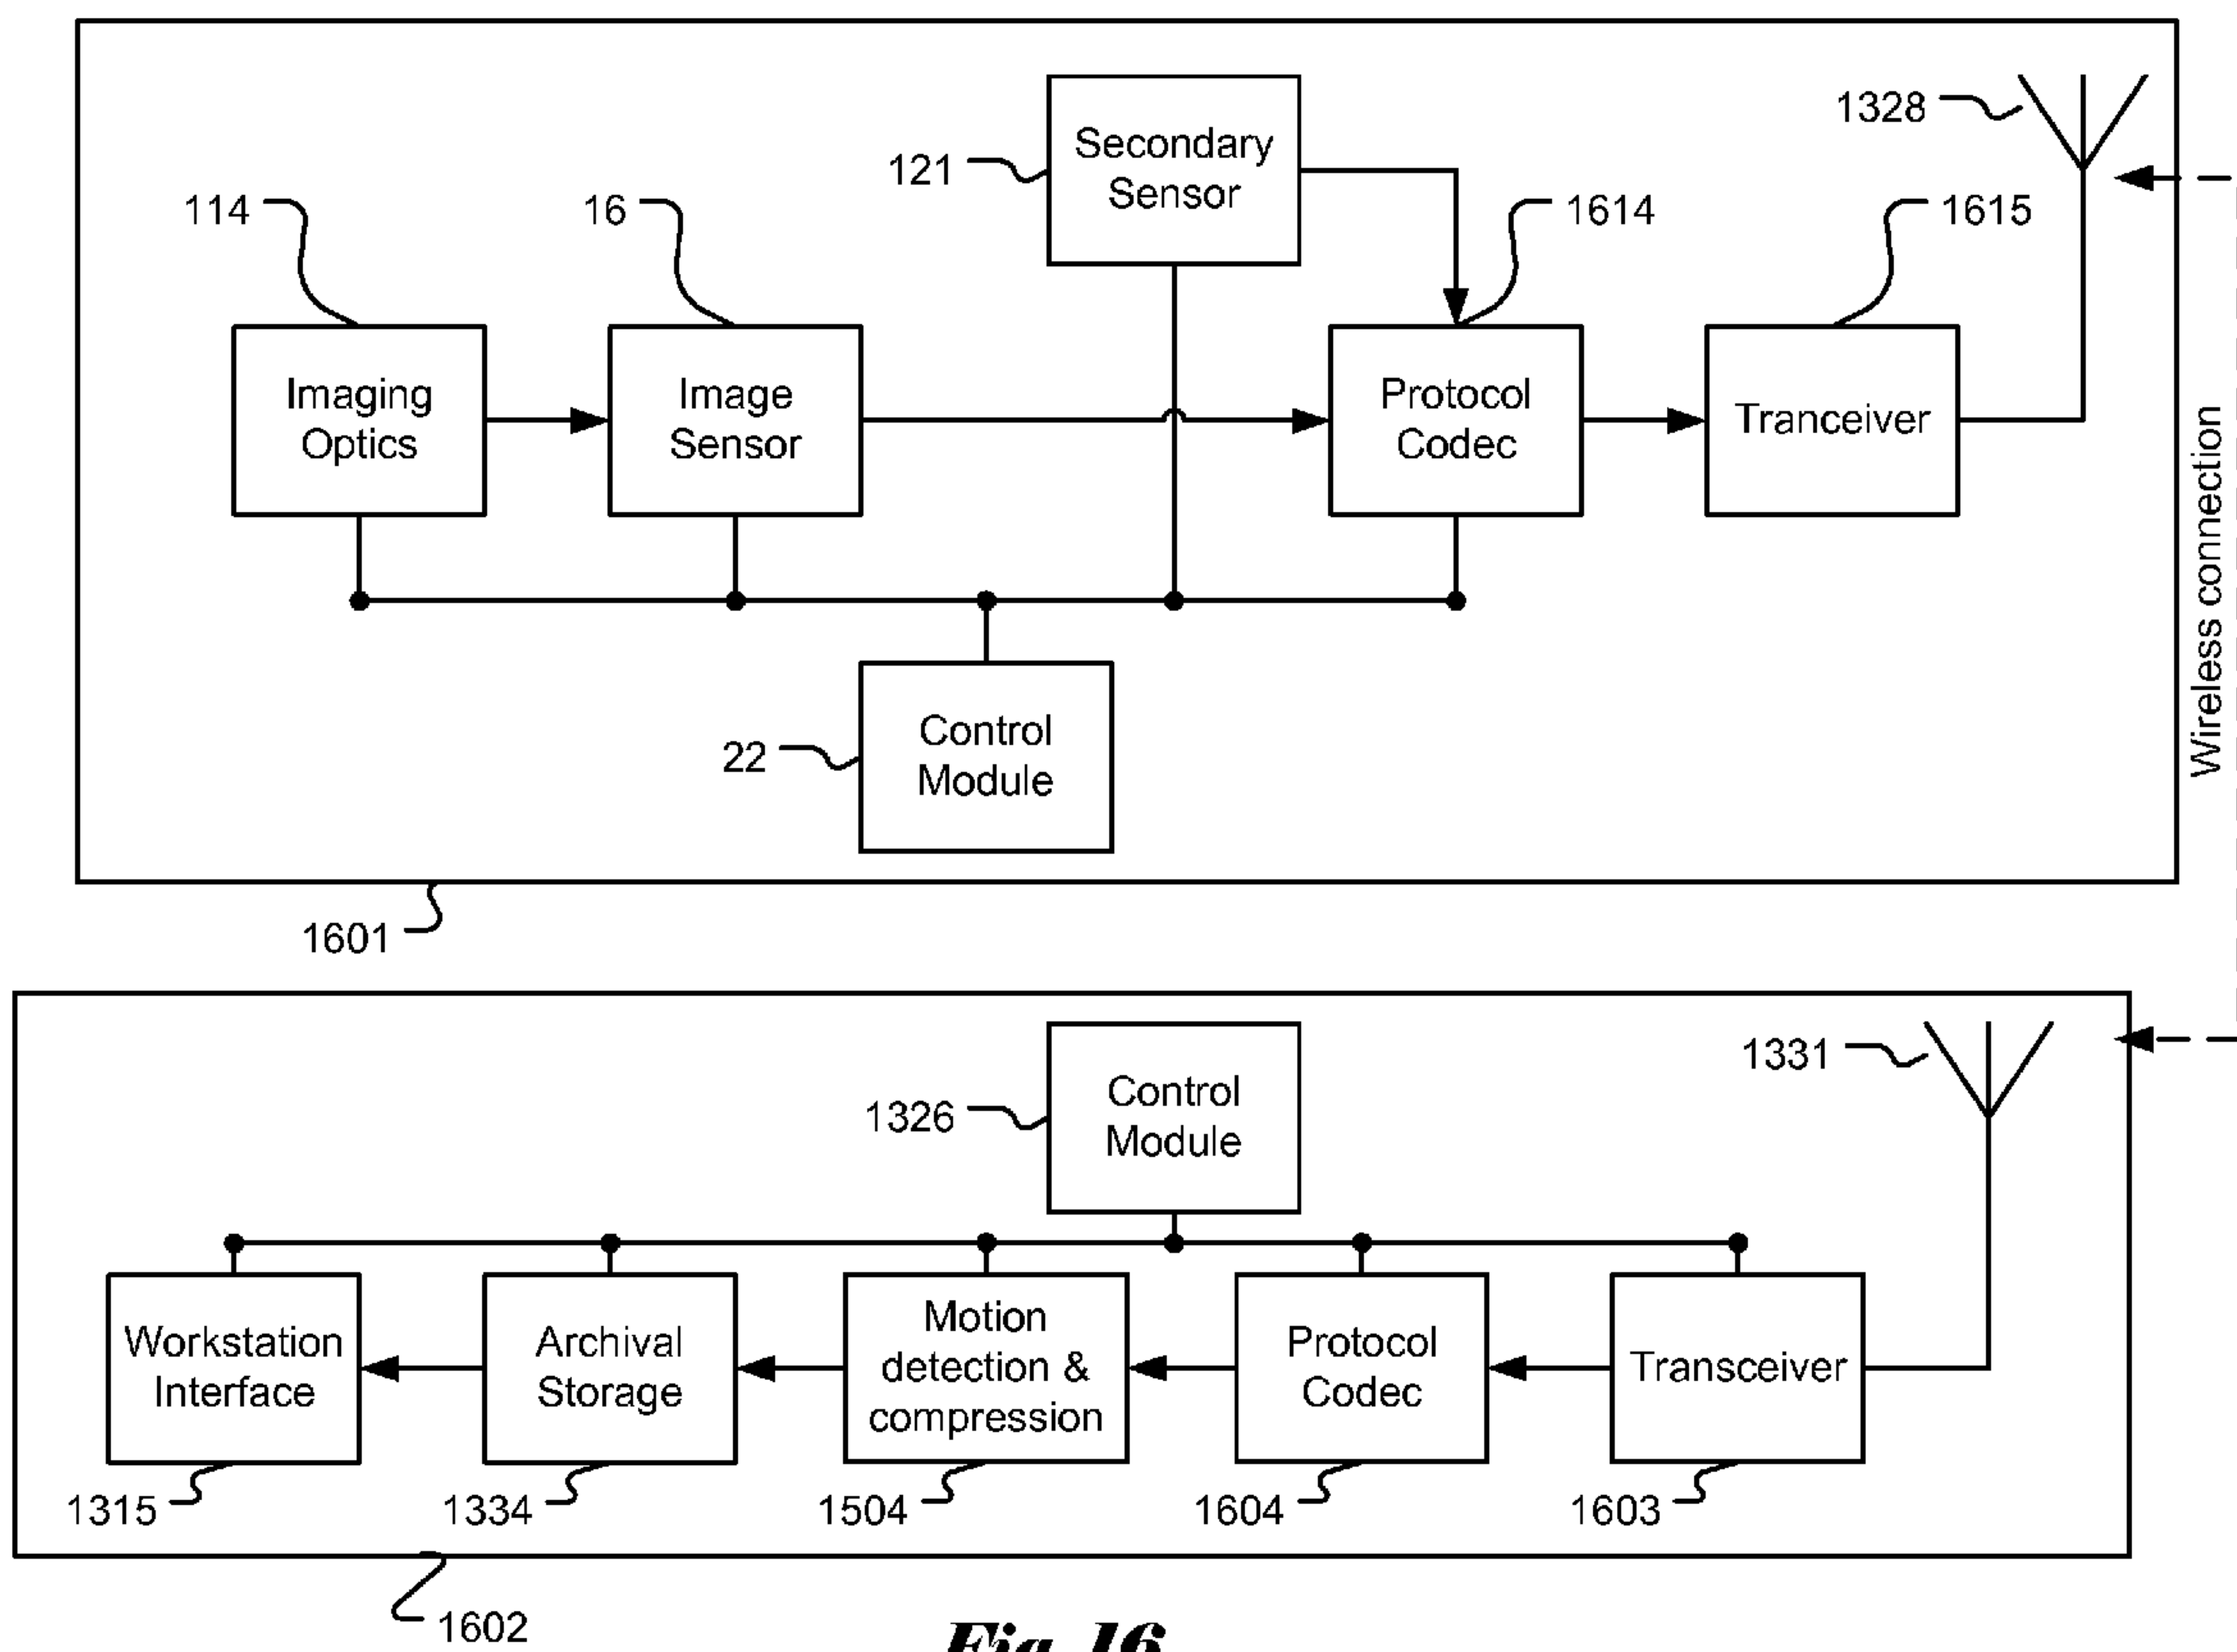 1328
Secondary
Sensor
121
114
16
1614
1615
Imaging
Optics
Image
Sensor
Protocol
Codec
Tranceiver
Wireless connection
Control
Module
22
1601
Control
Module
1326
1331
Workstation
Interface
Archival
Storage
Motion
detection &
compression
Protocol
Codec
Transceiver
1315
1334
1504
1604
1603
1602
Fig. 16